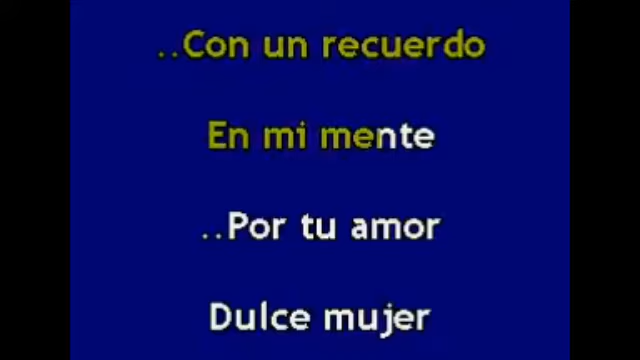 ..Con un recuerdo
En mi mente
..Por tu amor
Dulce mujer